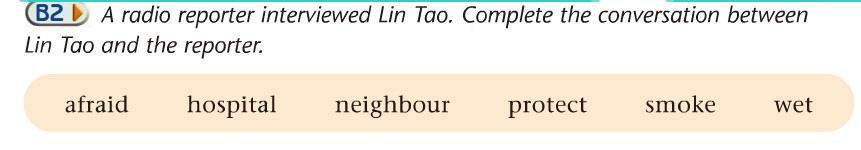 B2 A radio reporter interviewed Lin Tao. Complete the conversation between
Lin Tao and the reporter.
afraid hospital neighbour protect smoke wet